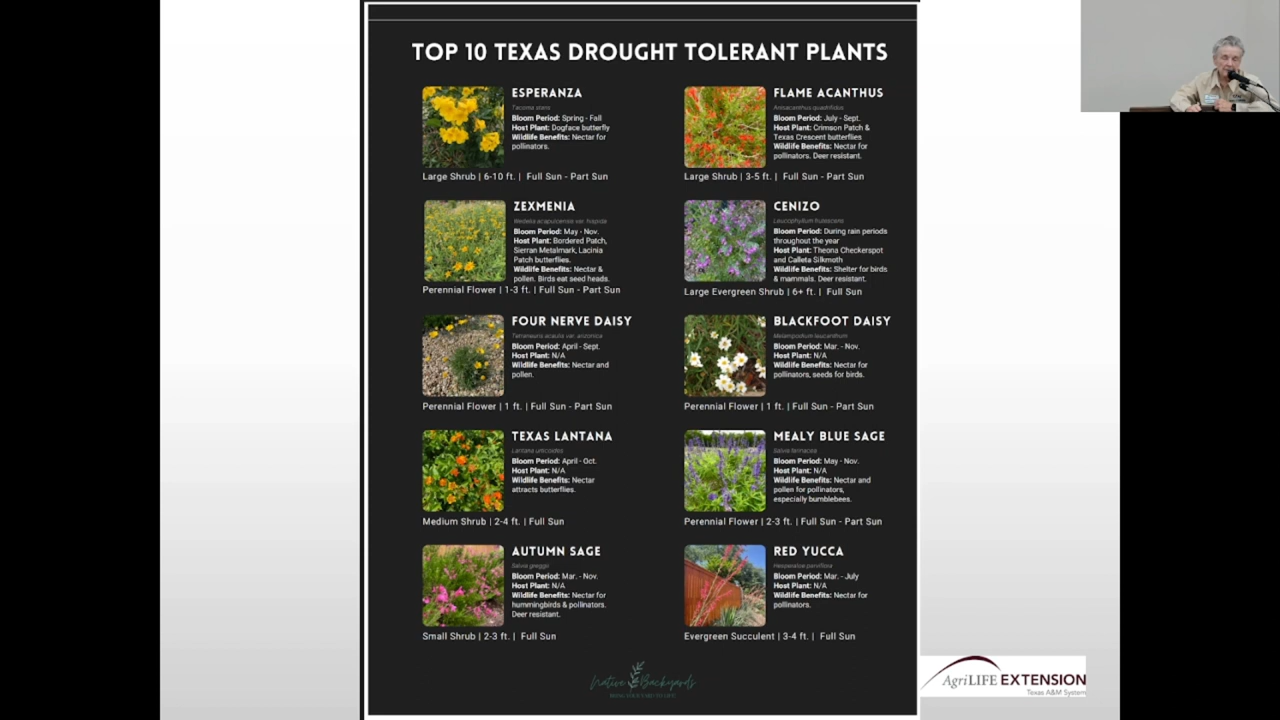 TOP 10 TEXAS DROUGHT TOLERANT PLANTS
ESPERANZA
Tecoma stans
Bloom Period: Spring - Fall
Host Plant: Dogface butterfly
Wildlife Benefits: Nectar for
pollinators.
Large Shrub | 6-10 ft. | Full Sun - Part Sun
FLAME ACANTHUS
Anisacanthus quadrifidus
Bloom Period: July - Sept.
Host Plant: Crimson Patch &
Texas Crescent butterflies
Wildlife Benefits: Nectar for
pollinators. Deer resistant.
Large Shrub | 3-5 ft. | Full Sun - Part Sun
ZEXMENIA
Wedelia acapulcensis var. hispida
Bloom Period: May - Nov.
Host Plant: Bordered Patch,
Sierran Metalmark, Lacinia
Patch butterflies.
Wildlife Benefits: Nectar &
pollen. Birds eat seed heads.
Perennial Flower | 1-3 ft. | Full Sun - Part Sun
CENIZO
Leucophyllum frutescens
Bloom Period: During rain periods
throughout the year
Host Plant: Theona Checkerspot
and Calleta Silkmoth
Wildlife Benefits: Shelter for birds
& mammals. Deer resistant.
Large Evergreen Shrub | 6+ ft. | Full Sun
FOUR NERVE DAISY
Tetraneuris scaposa var.
Bloom Period: April - Sept.
Host Plant: N/A
Wildlife Benefits: Nectar and
pollen.
Perennial Flower | 1 ft. | Full Sun - Part Sun
BLACKFOOT DAISY
Melampodium leucanthum
Bloom Period: Mar. - Nov.
Host Plant: N/A
Wildlife Benefits: Nectar for
pollinators, seeds for birds.
Perennial Flower | 1 ft. | Full Sun - Part Sun
TEXAS LANTANA
Lantana urticoides
Bloom Period: April - Oct.
Host Plant: N/A
Wildlife Benefits: Nectar
attracts butterflies.
Medium Shrub | 2-4 ft. | Full Sun
MEALY BLUE SAGE
Salvia farinacea
Bloom Period: May - Nov.
Host Plant: N/A
Wildlife Benefits: Nectar and
pollen for pollinators,
especially bumblebees.
Perennial Flower | 2-3 ft. | Full Sun - Part Sun
AUTUMN SAGE
Salvia greggii
Bloom Period: Mar. - Nov.
Host Plant: N/A
Wildlife Benefits: Nectar for
hummingbirds & pollinators.
Deer resistant.
Small Shrub | 2-3 ft. | Full Sun
RED YUCCA
Hesperaloe parviflora
Bloom Period: Mar. - July
Host Plant: N/A
Wildlife Benefits: Nectar for
pollinators.
Evergreen Succulent | 3-4 ft. | Full Sun
Native Backyards
AgriLIFE EXTENSION
Texas A&M System